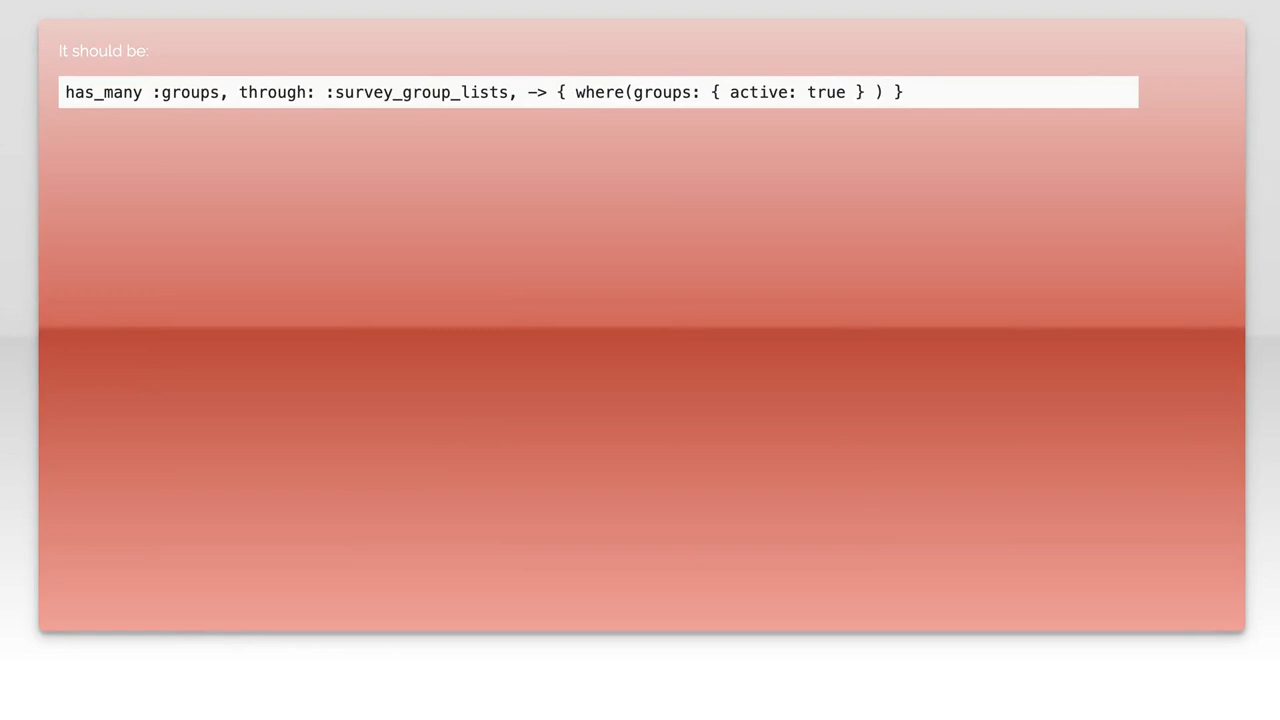 It should be:
has_many :groups, through: :survey_group_lists, -> { where(groups: { active: true } ) }